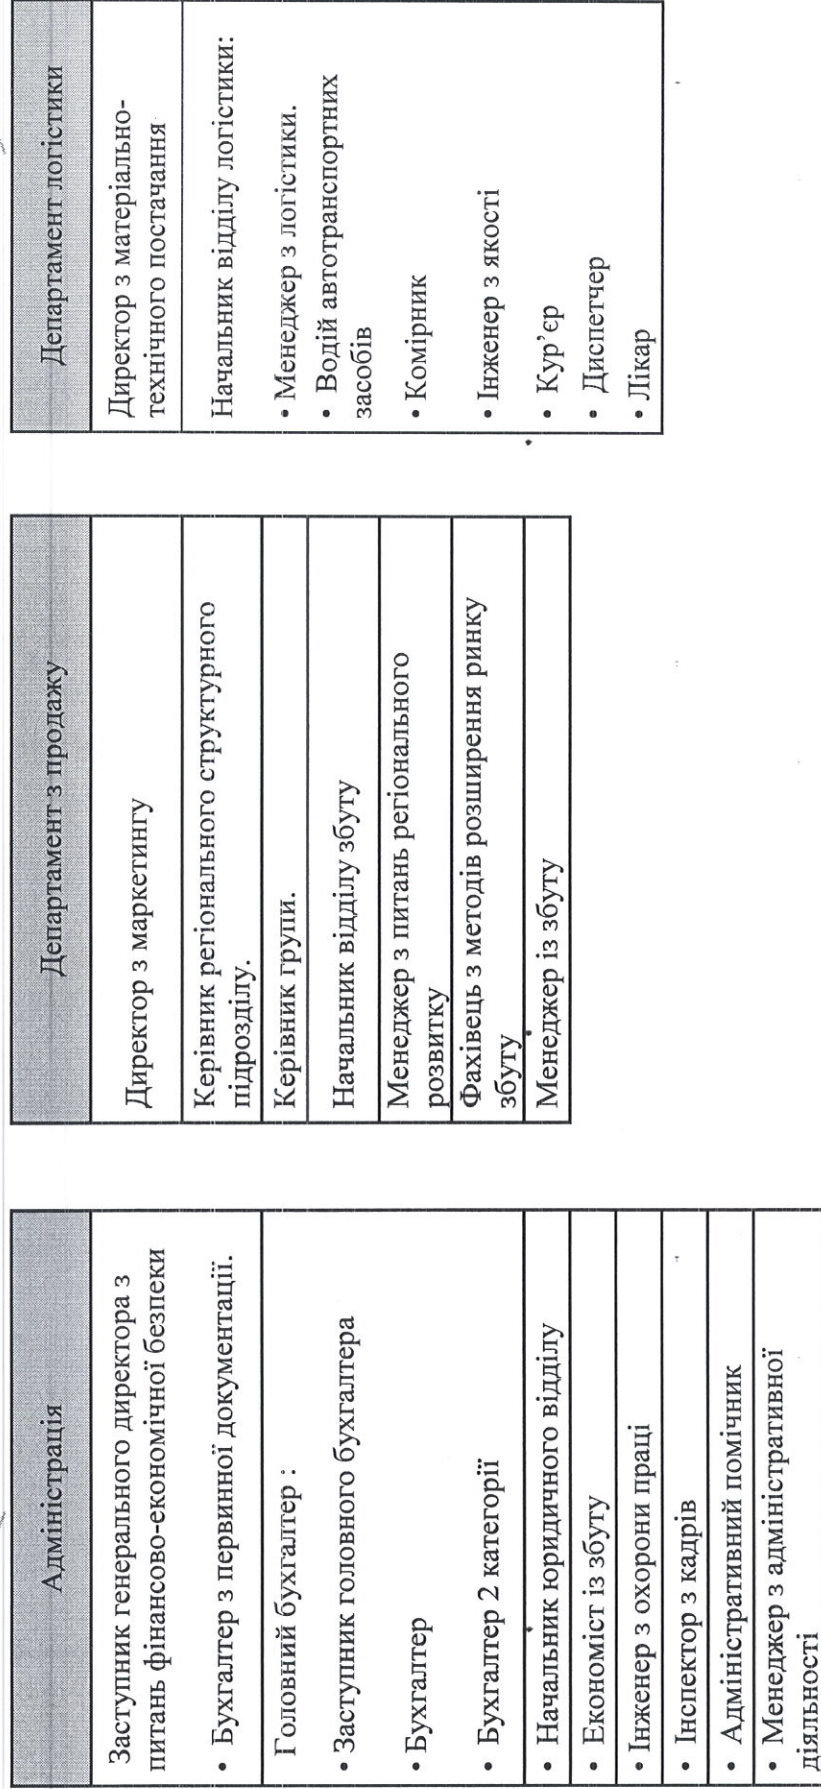 Адміністрація
Заступник генерального директора з
питань фінансово-економічної безпеки
• Бухгалтер з первинної документації.
Головний бухгалтер :
• Заступник головного бухгалтера
• Бухгалтер
• Бухгалтер 2 категорії
• Начальник юридичного відділу
• Економіст із збуту
• Інженер з охорони праці
• Інспектор з кадрів
• Адміністративний помічник
• Менеджер з адміністративної
діяльності
Департамент з продажу
Директор з маркетингу
Керівник регіонального структурного
підрозділу.
Керівник групи.
Начальник відділу збуту
Менеджер з питань регіонального
розвитку
Фахівець з методів розширення ринку
збуту
Менеджер із збуту
Департамент логістики
Директор з матеріально-
технічного постачання
Начальник відділу логістики:
• Менеджер з логістики.
• Водій автотранспортних
засобів
• Комірник
• Інженер з якості
• Кур’єр
• Диспетчер
• Лікар